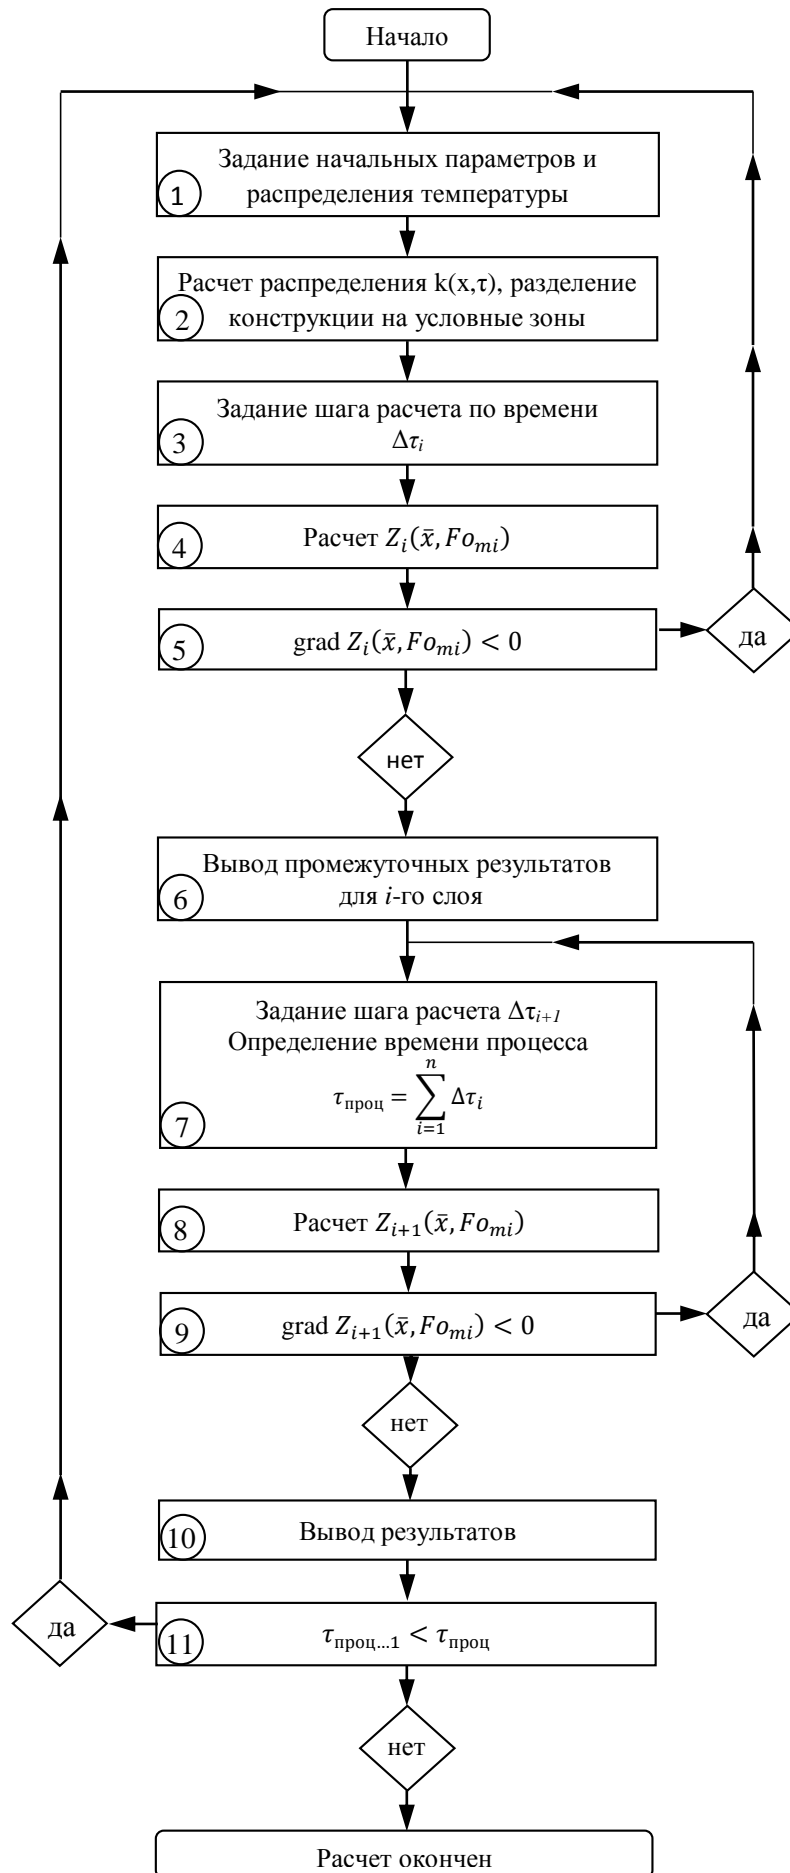 Начало
Задание начальных параметров и
распределения температуры
1
Расчет распределения k(x,τ), разделение
конструкции на условные зоны
2
Задание шага расчета по времени
Δτᵢ
3
Расчет Zᵢ(x̄, Foₘᵢ)
4
grad Zᵢ(x̄, Foₘᵢ) < 0
5
да
нет
Вывод промежуточных результатов
для i-го слоя
6
Задание шага расчета Δτᵢ₊₁
Определение времени процесса
n
τпроц = ∑ Δτᵢ
i=1
7
Расчет Zᵢ₊₁(x̄, Foₘᵢ)
8
grad Zᵢ₊₁(x̄, Foₘᵢ) < 0
9
да
нет
Вывод результатов
10
τпроц...1 < τпроц
11
да
нет
Расчет окончен